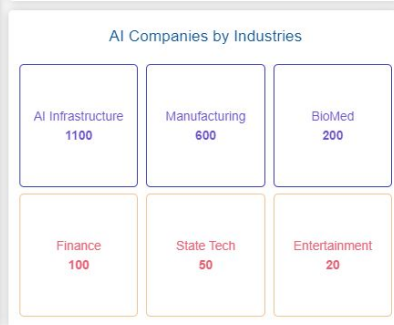 AI Companies by Industries
AI Infrastructure
1100
Manufacturing
600
BioMed
200
Finance
100
State Tech
50
Entertainment
20